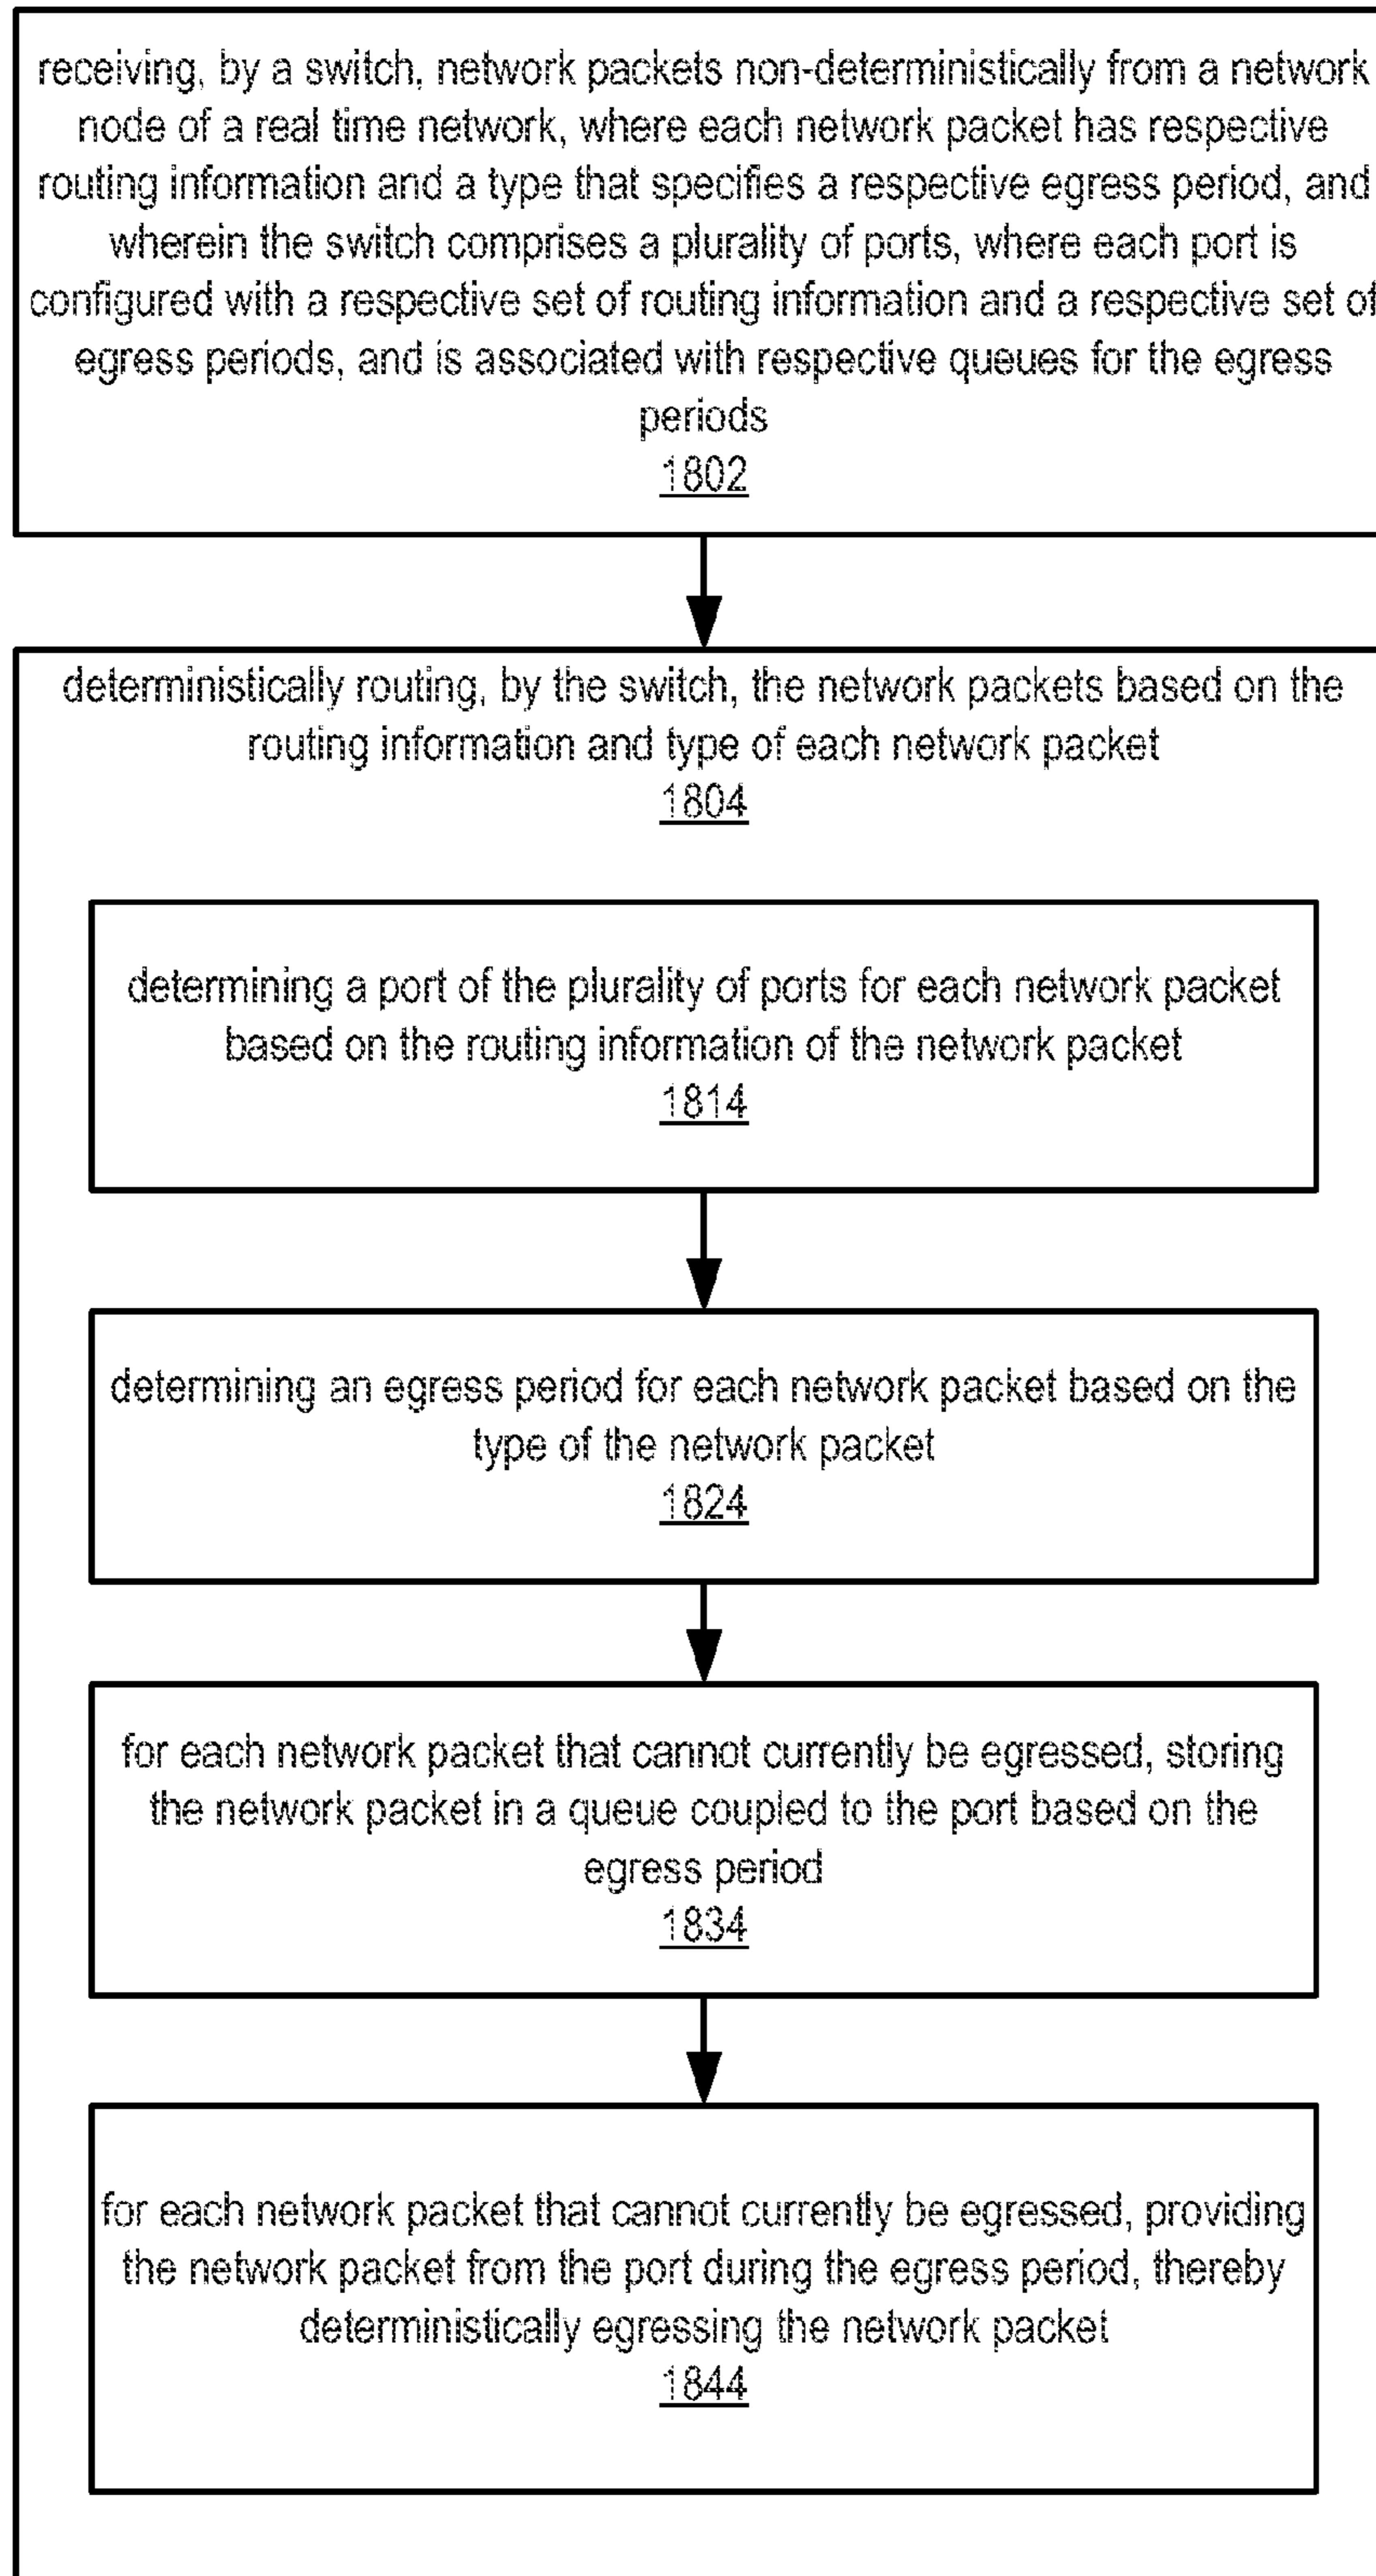 receiving, by a switch, network packets non-deterministically from a network
node of a real time network, where each network packet has respective
routing information and a type that specifies a respective egress period, and
wherein the switch comprises a plurality of ports, where each port is
configured with a respective set of routing information and a respective set of
egress periods, and is associated with respective queues for the egress
periods
1802
deterministically routing, by the switch, the network packets based on the
routing information and type of each network packet
1804
determining a port of the plurality of ports for each network packet
based on the routing information of the network packet
1814
determining an egress period for each network packet based on the
type of the network packet
1824
for each network packet that cannot currently be egressed, storing
the network packet in a queue coupled to the port based on the
egress period
1834
for each network packet that cannot currently be egressed, providing
the network packet from the port during the egress period, thereby
deterministically egressing the network packet
1844